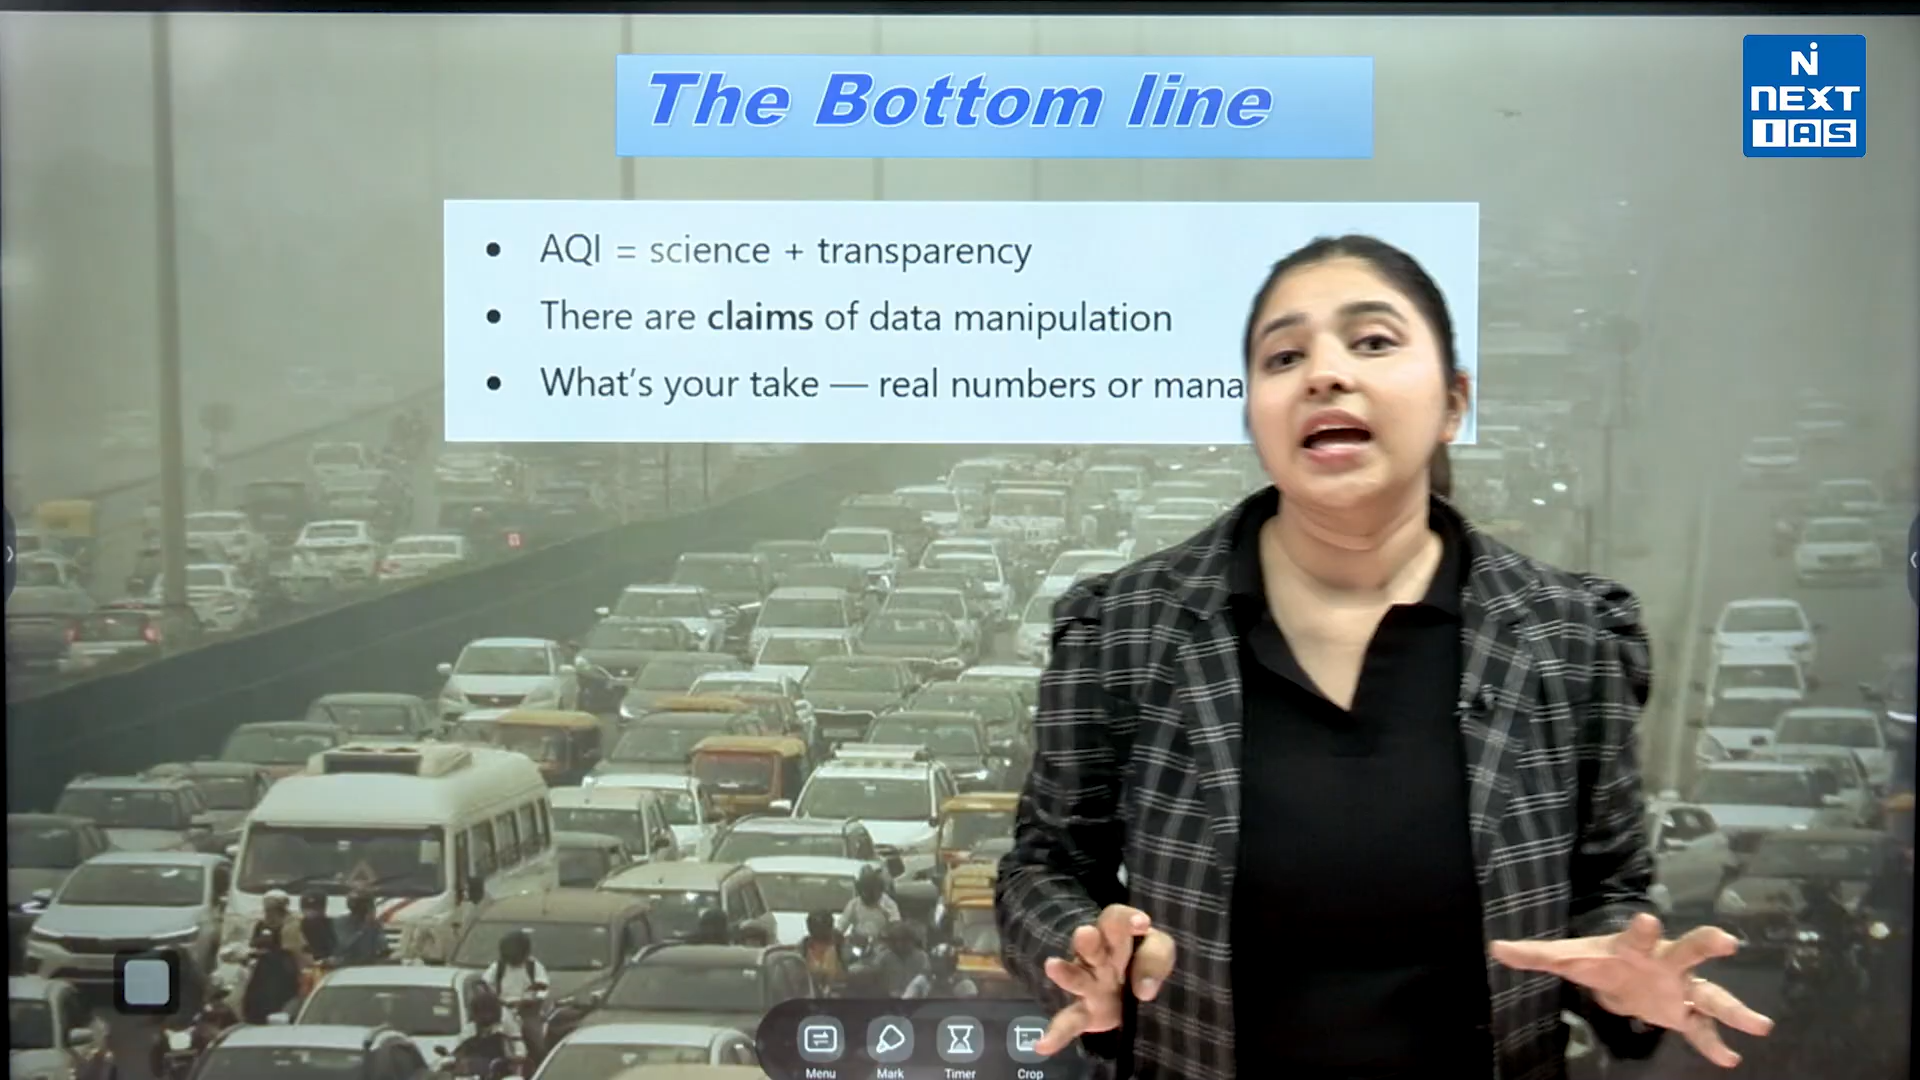 The Bottom line
N
NEXT
IAS
• AQI = science + transparency
• There are claims of data manipulation
• What's your take — real numbers or
Menu Mark Timer Crop